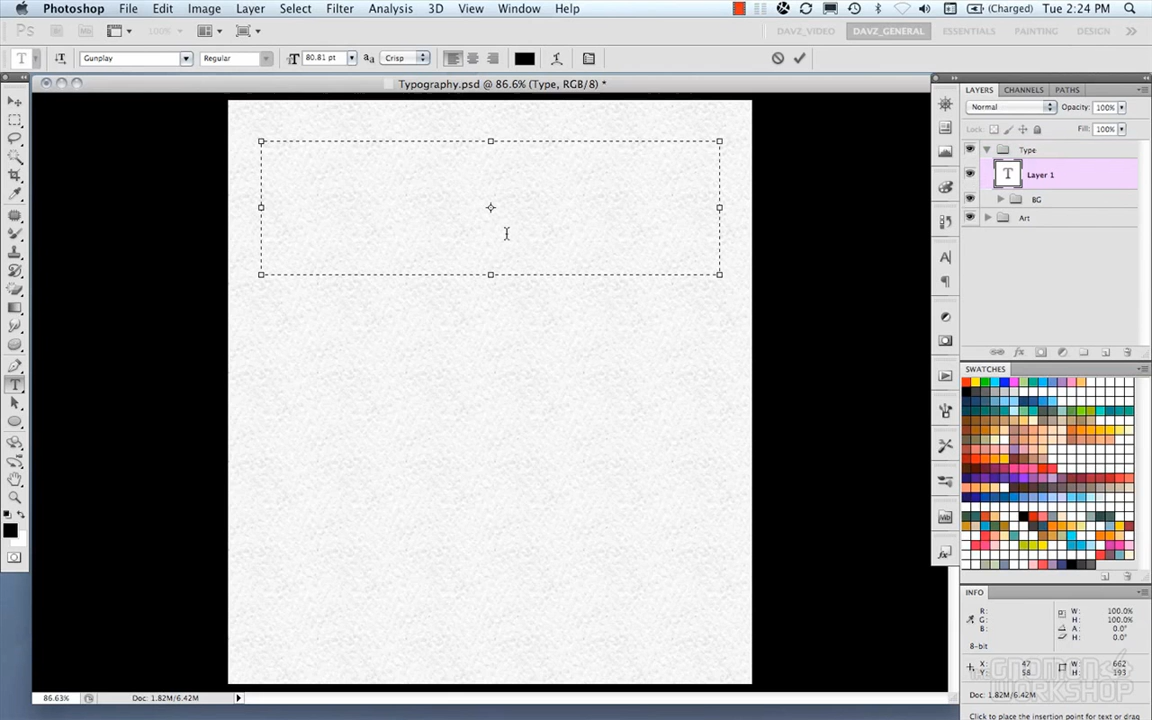 Photoshop File Edit Image Layer Select Filter Analysis 3D View Window Help (Charged) Tue 2:24 PM
Ps 100% DAVZ_VIDEO DAVZ_GENERAL ESSENTIALS PAINTING DESIGN
T Gunplay Regular 80.81 pt Crisp
Typography.psd @ 86.6% (Type, RGB/8) *
LAYERS CHANNELS PATHS
Normal Opacity: 100%
Lock: Fill: 100%
Type
T Layer 1
BG
Art
SWATCHES
INFO
R: W: 100.0%
G: H: 100.0%
B: A: 0.0°
H: 0.0°
8-bit
X: 47 W: 662
Y: 58 H: 193
GNOMON WORKSHOP
Doc: 1.82M/6.42M
Click to place the insertion point for text or drag
86.63% Doc: 1.82M/6.42M